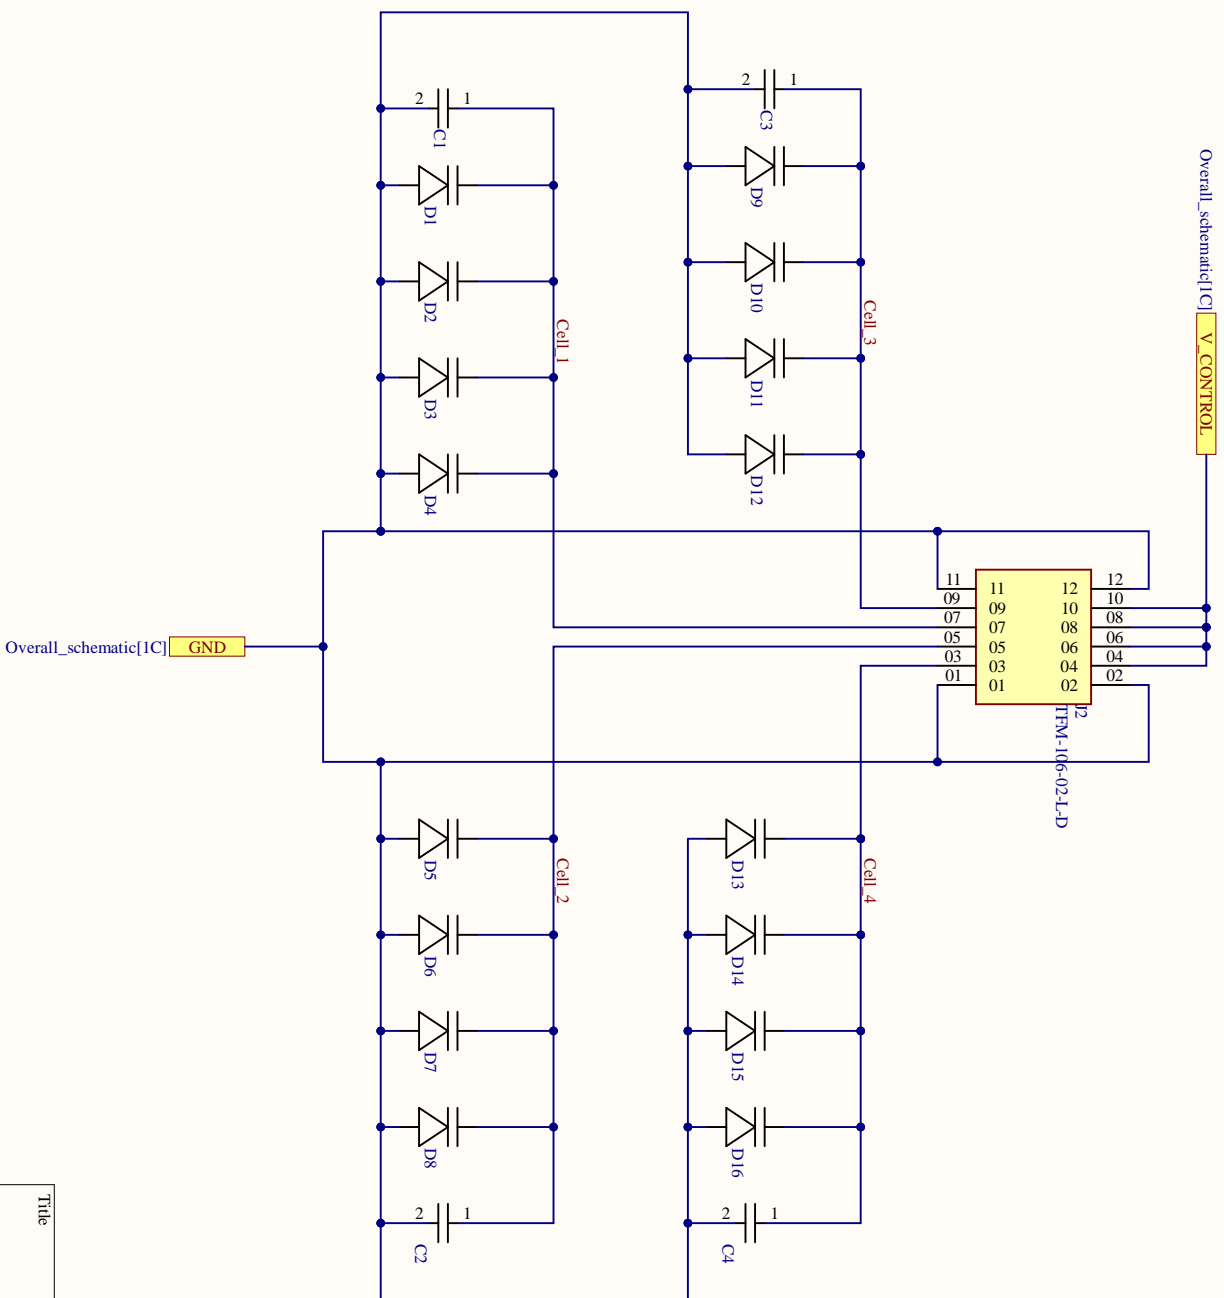 2 1
C1
D1
D2
D3
D4
Cell_1
2 1
C3
D9
D10
D11
D12
Cell_3
Overall_schematic[1C]
V_CONTROL
11 11 12 12
09 09 10 10
07 07 08 08
05 05 06 06
03 03 04 04
01 01 02 02
J2
TFM-106-02-L-D
Overall_schematic[1C] GND
D5
D6
D7
D8
Cell_2
2 1
C2
D13
D14
D15
D16
Cell_4
2 1
C4
Title